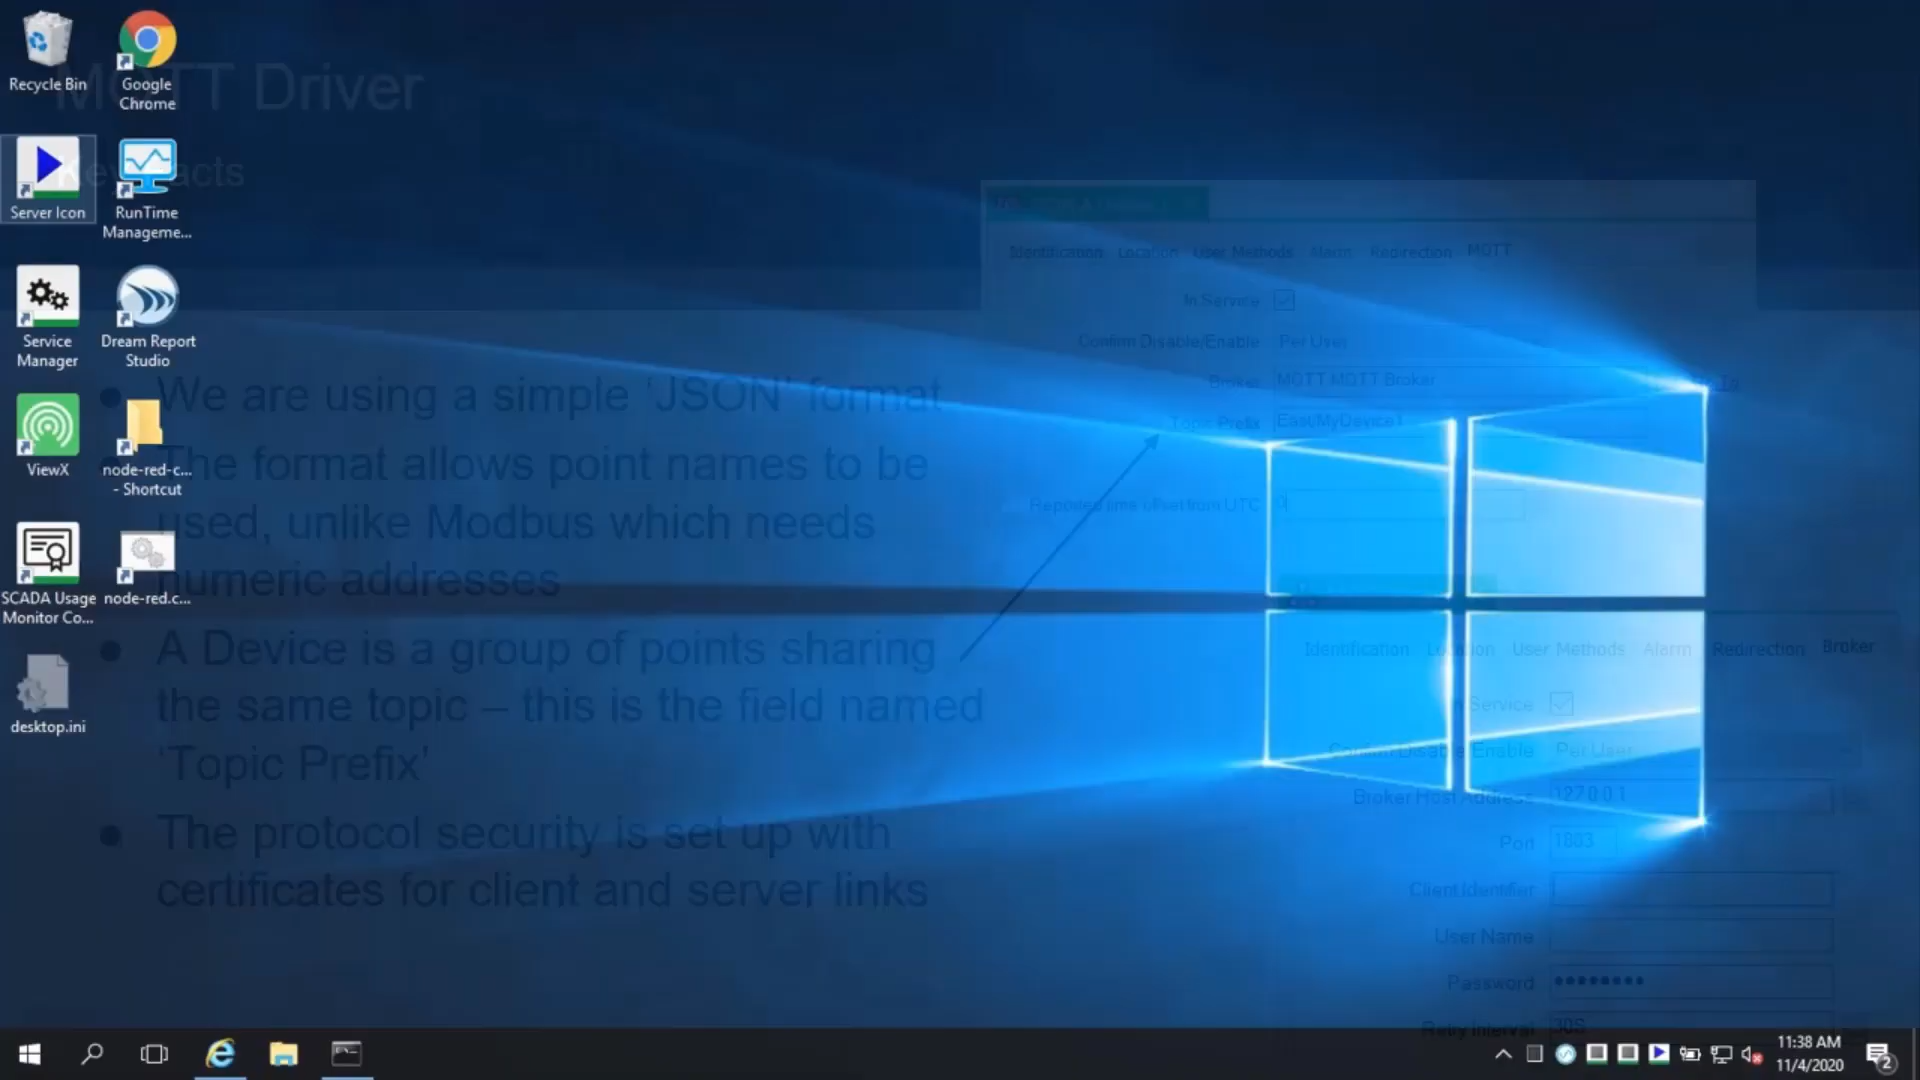 Recycle Bin
Google
Chrome
Server Icon
RunTime
Manageme...
Service
Manager
Dream Report
Studio
ViewX
node-red-c...
- Shortcut
SCADA Usage
Monitor Co...
node-red.c...
desktop.ini
MQTT Driver
Key Facts
• We are using a simple ‘JSON’ format
The format allows point names to be
used, unlike Modbus which needs
numeric addresses
• A Device is a group of points sharing
the same topic – this is the field named
‘Topic Prefix’
• The protocol security is set up with
certificates for client and server links
Identification Location User Methods Alarm Redirection MQTT
In Service
Confirm Disable/Enable Per User
Broker MQTT.MQTT Broker
Topic Prefix East/MyDevice1
Reported time offset from UTC
Identification Location User Methods Alarm Redirection Broker
In Service
Confirm Disable/Enable Per User
Broker Host Address 127.0.0.1
Port 1803
Client Identifier
User Name
Password ••••••••
Retry Interval 30S
11:38 AM
11/4/2020
2